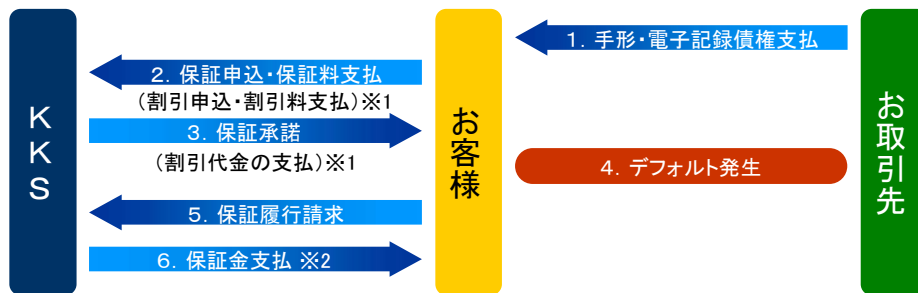 KKS
お客様
お取引先
1. 手形・電子記録債権支払
2. 保証申込・保証料支払
(割引申込・割引料支払)※1
3. 保証承諾
(割引代金の支払)※1
4. デフォルト発生
5. 保証履行請求
6. 保証金支払 ※2